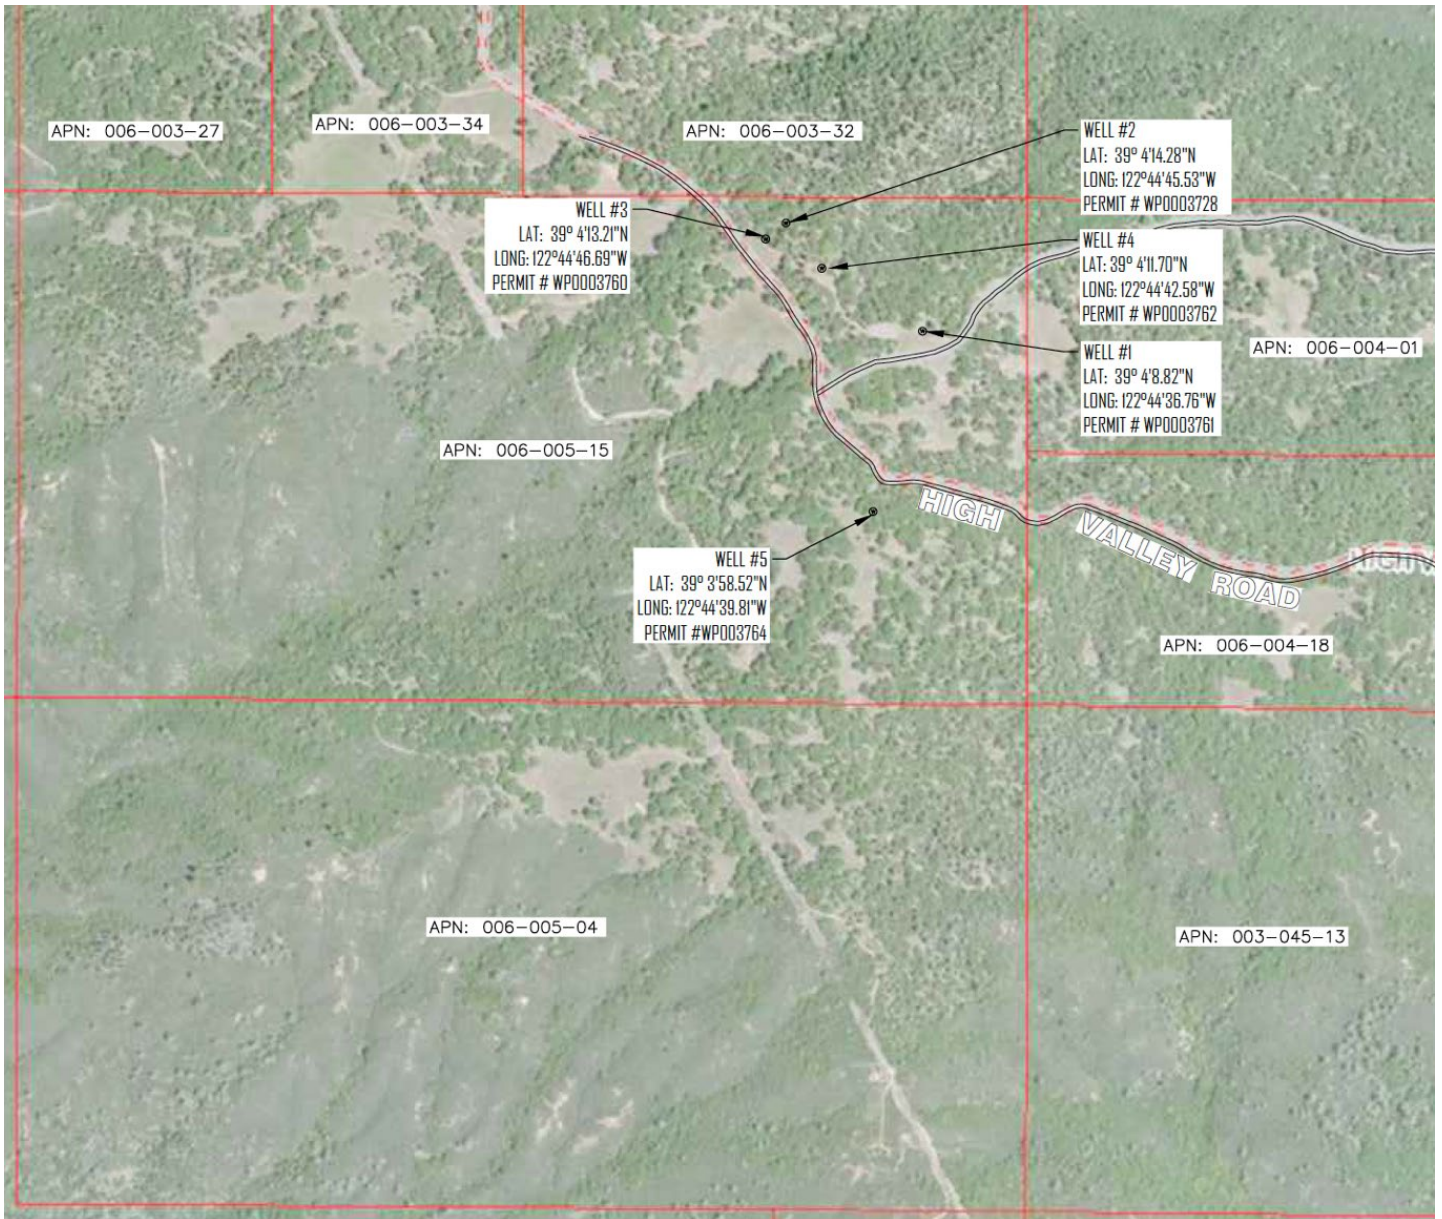 APN: 006-003-27
APN: 006-003-34
APN: 006-003-32
WELL #2
LAT: 39° 4'14.28"N
LONG: 122°44'45.53"W
PERMIT # WP0003728
WELL #3
LAT: 39° 4'13.21"N
LONG: 122°44'46.69"W
PERMIT # WP0003760
WELL #4
LAT: 39° 4'11.70"N
LONG: 122°44'42.58"W
PERMIT # WP0003762
WELL #1
LAT: 39° 4'8.82"N
LONG: 122°44'36.76"W
PERMIT # WP0003761
APN: 006-004-01
APN: 006-005-15
HIGH VALLEY ROAD
HIGH
WELL #5
LAT: 39° 3'58.52"N
LONG: 122°44'39.81"W
PERMIT #WP003764
APN: 006-004-18
APN: 006-005-04
APN: 003-045-13